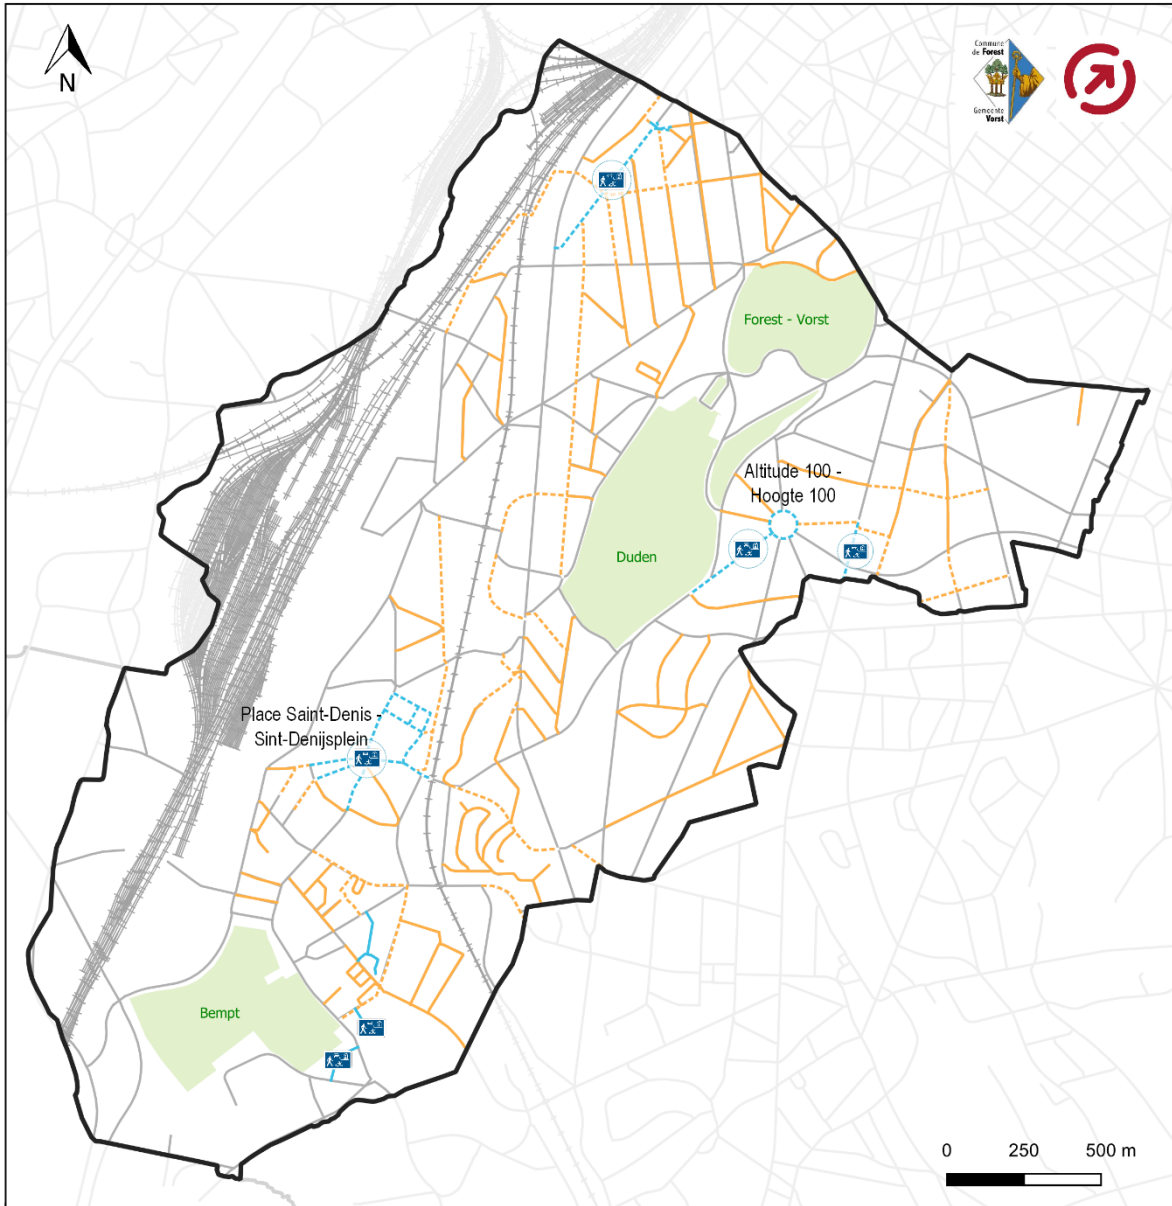 N
Commune
de Forest
Gemeente
Vorst
Forest - Vorst
Altitude 100 -
Hoogte 100
Duden
Place Saint-Denis -
Sint-Denijsplein
Bempt
0 250 500 m